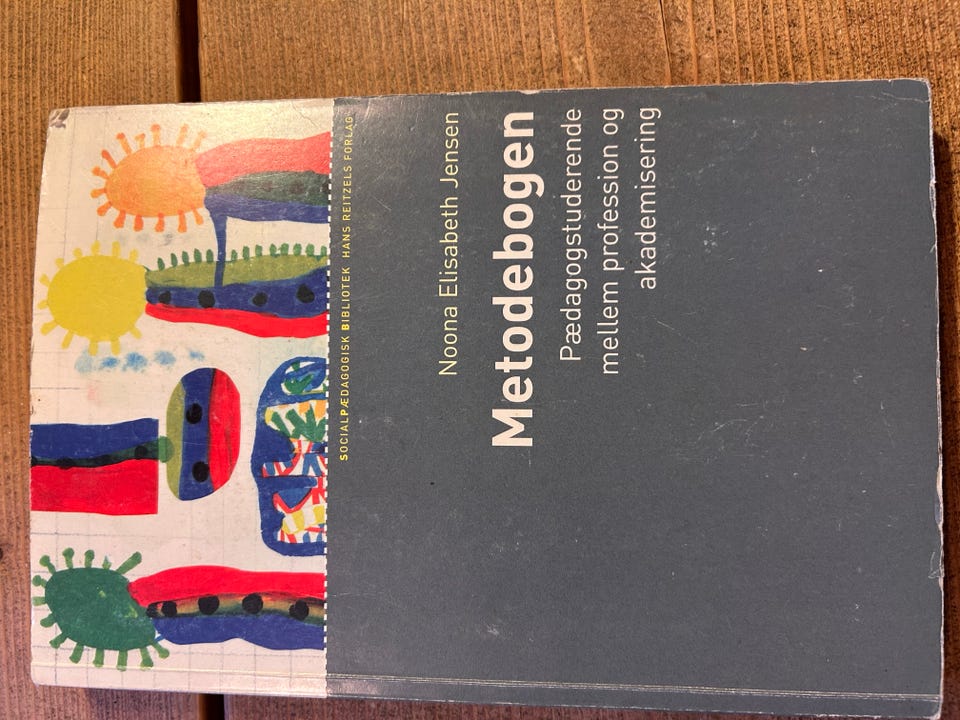 SOCIALPÆDAGOGISK BIBLIOTEK HANS REITZELS FORLAG
Noona Elisabeth Jensen
Metodebogen
Pædagogstuderende
mellem profession og
akademisering